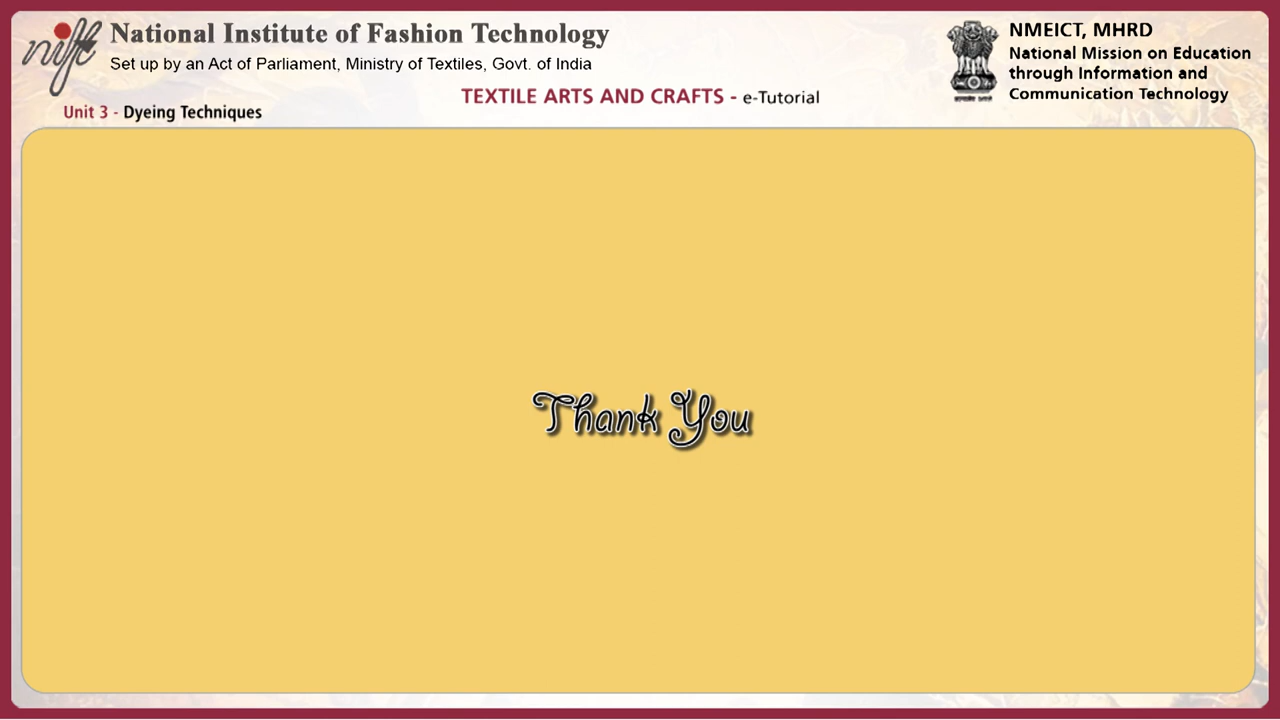 nift
National Institute of Fashion Technology
Set up by an Act of Parliament, Ministry of Textiles, Govt. of India
NMEICT, MHRD
National Mission on Education
through Information and
Communication Technology
TEXTILE ARTS AND CRAFTS - e-Tutorial
Unit 3 - Dyeing Techniques
Thank You